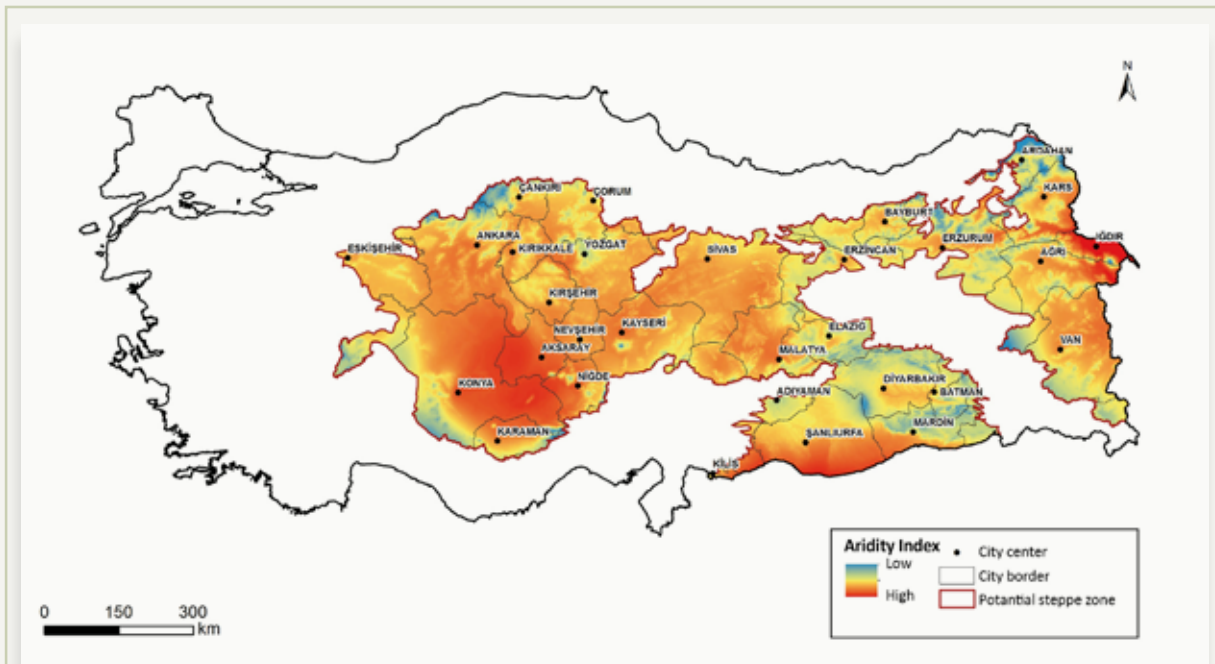 N
ARDAHAN
ÇANKIRI
ÇORUM
KARS
BAYBURT
ANKARA
KIRIKKALE
YOZGAT
SİVAS
ERZİNCAN
ERZURUM
IĞDIR
ESKİŞEHİR
AĞRI
KIRŞEHİR
NEVŞEHİR
KAYSERİ
ELAZIĞ
VAN
AKSARAY
MALATYA
NİĞDE
DİYARBAKIR
KONYA
ADIYAMAN
BATMAN
KARAMAN
ŞANLIURFA
MARDİN
KİLİS
Aridity Index
Low
High
City center
City border
Potantial steppe zone
0 150 300
km